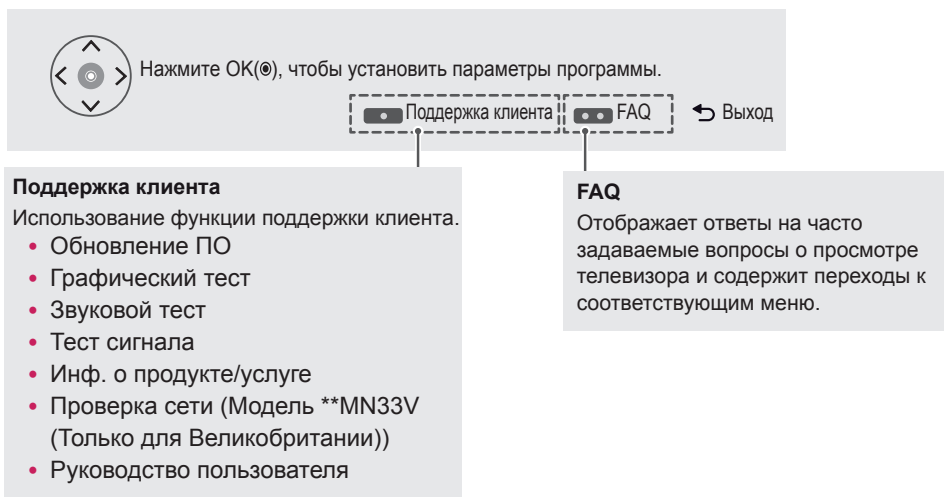 Нажмите OK(◉), чтобы установить параметры программы.
Поддержка клиента
FAQ
Выход
Поддержка клиента
Использование функции поддержки клиента.
• Обновление ПО
• Графический тест
• Звуковой тест
• Тест сигнала
• Инф. о продукте/услуге
• Проверка сети (Модель **MN33V
(Только для Великобритании))
• Руководство пользователя
FAQ
Отображает ответы на часто
задаваемые вопросы о просмотре
телевизора и содержит переходы к
соответствующим меню.